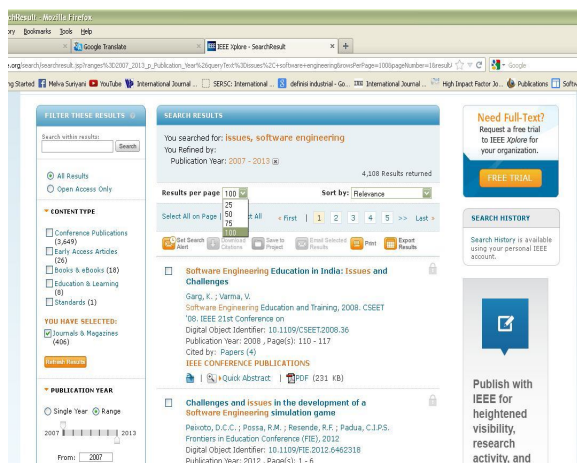 chResult - Mozilla Firefox
ory Bookmarks Tools Help
Google Translate × IEEE Xplore - SearchResult × +
e.org/search/searchresult.jsp?ranges%3D2007_2013_p_Publication_Year%26queryText%3Dissues%2C+software+engineering&rowsPerPage=100&pageNumber=1&resul Google
ng Started Melva Suriyani YouTube International Journal ... SERSC: International ... definisi industrial - Go... International Journal ... High Impact Factor Jo... Publications Softw
FILTER THESE RESULTS
Search within results:
Search
All Results
Open Access Only
CONTENT TYPE
Conference Publications
(3,649)
Early Access Articles
(26)
Books & eBooks (18)
Education & Learning
(8)
Standards (1)
YOU HAVE SELECTED:
Journals & Magazines
(406)
Refresh Results
PUBLICATION YEAR
Single Year Range
2007 2013
From: 2007
SEARCH RESULTS
You searched for: issues, software engineering
You Refined by:
Publication Year: 2007 - 2013
4,108 Results returned
Results per page 100 Sort by: Relevance
25
50
75
100
Select All on Page | ct All « First | 1 2 3 4 5 >> Last »
Set Search Alert Download Citations Save to Project Email Selected Results Print Export Results
Software Engineering Education in India: Issues and
Challenges
Garg, K. ; Varma, V.
Software Engineering Education and Training, 2008. CSEET
'08. IEEE 21st Conference on
Digital Object Identifier: 10.1109/CSEET.2008.36
Publication Year: 2008 , Page(s): 110 - 117
Cited by: Papers (4)
IEEE CONFERENCE PUBLICATIONS
| Quick Abstract | PDF (231 KB)
Challenges and issues in the development of a
Software Engineering simulation game
Peixoto, D.C.C. ; Possa, R.M. ; Resende, R.F. ; Padua, C.I.P.S.
Frontiers in Education Conference (FIE), 2012
Digital Object Identifier: 10.1109/FIE.2012.6462318
Publication Year: 2012 , Page(s): 1 - 6
Need Full-Text?
Request a free trial
to IEEE Xplore for
your organization.
FREE TRIAL
SEARCH HISTORY
Search History is available
using your personal IEEE
account.
Publish with
IEEE for
heightened
visibility,
research
activity, and